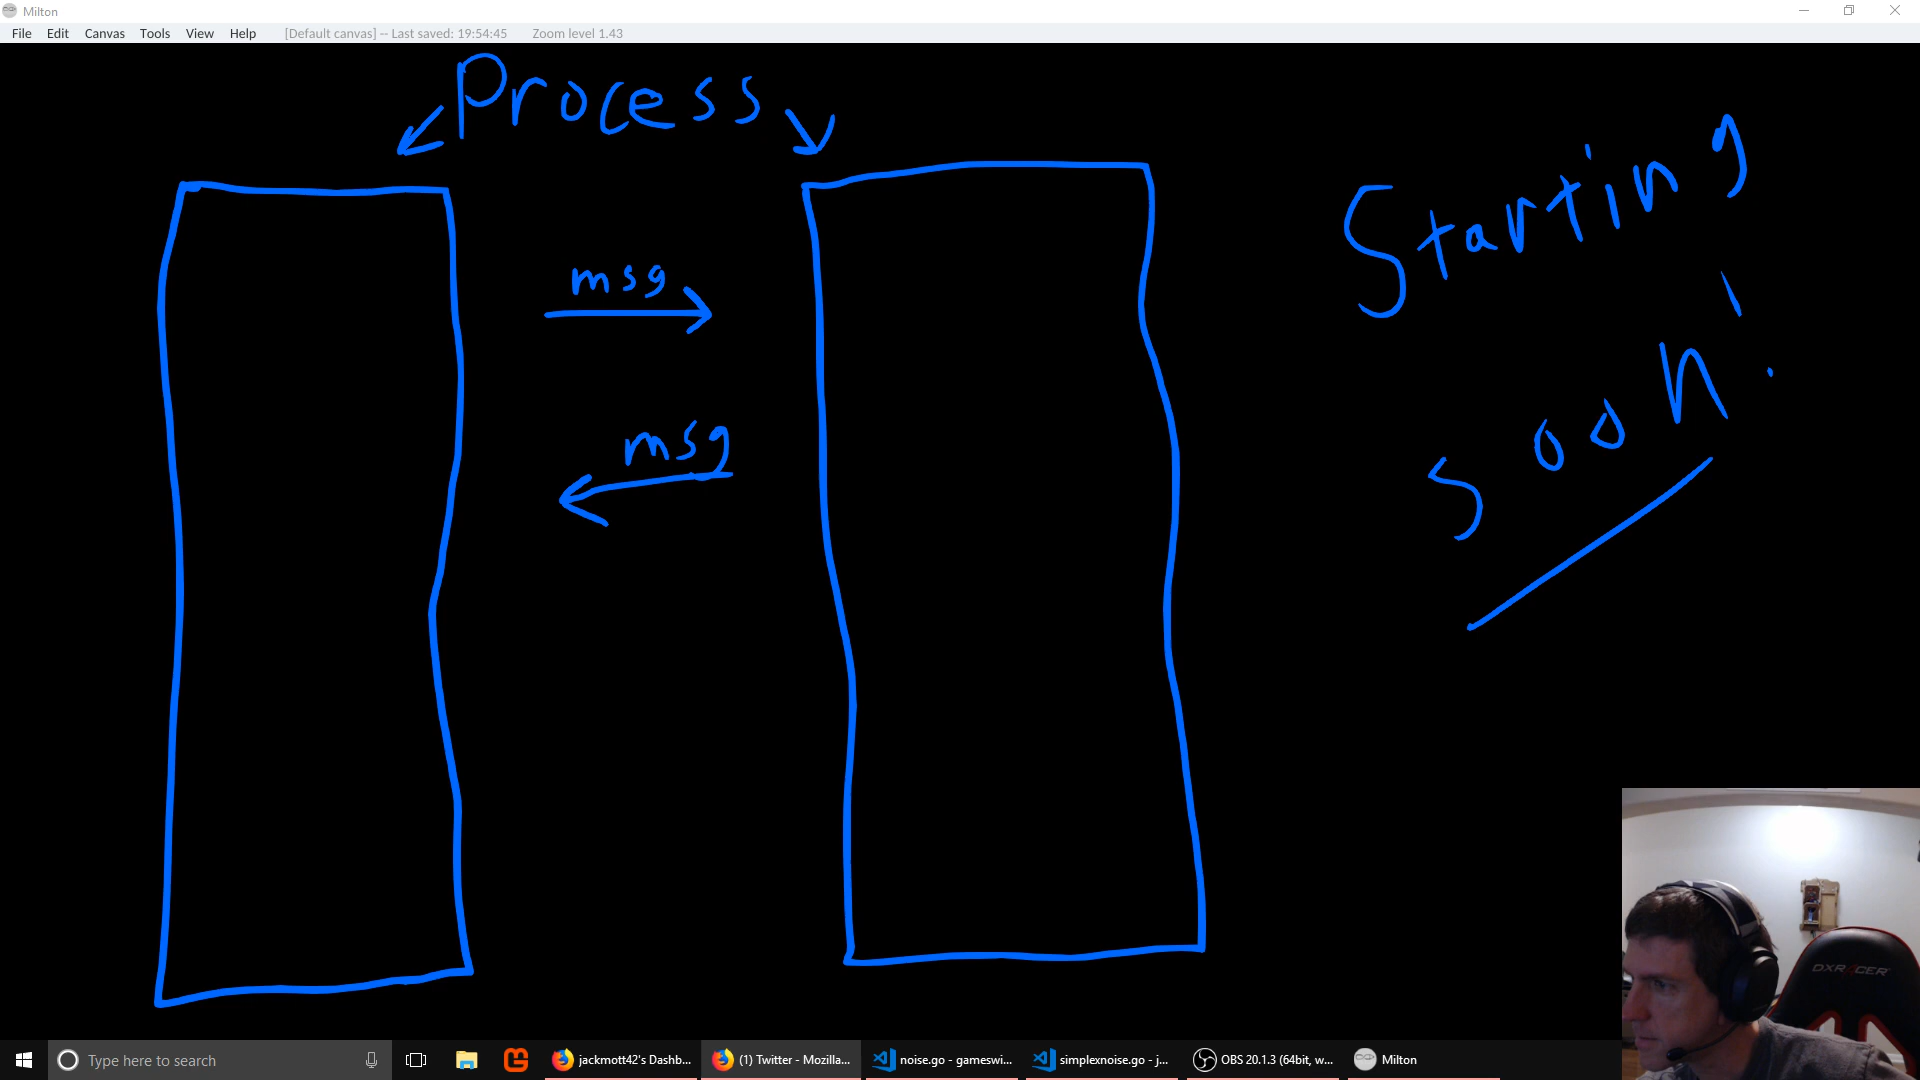 Milton
File Edit Canvas Tools View Help [Default canvas] -- Last saved: 19:54:45 Zoom level 1.43
Process
msg
msg
Starting
soon!
DXRACER
Type here to search
jackmott42's Dashb...
(1) Twitter - Mozilla...
noise.go - gameswi...
simplexnoise.go - j...
OBS 20.1.3 (64bit, w...
Milton